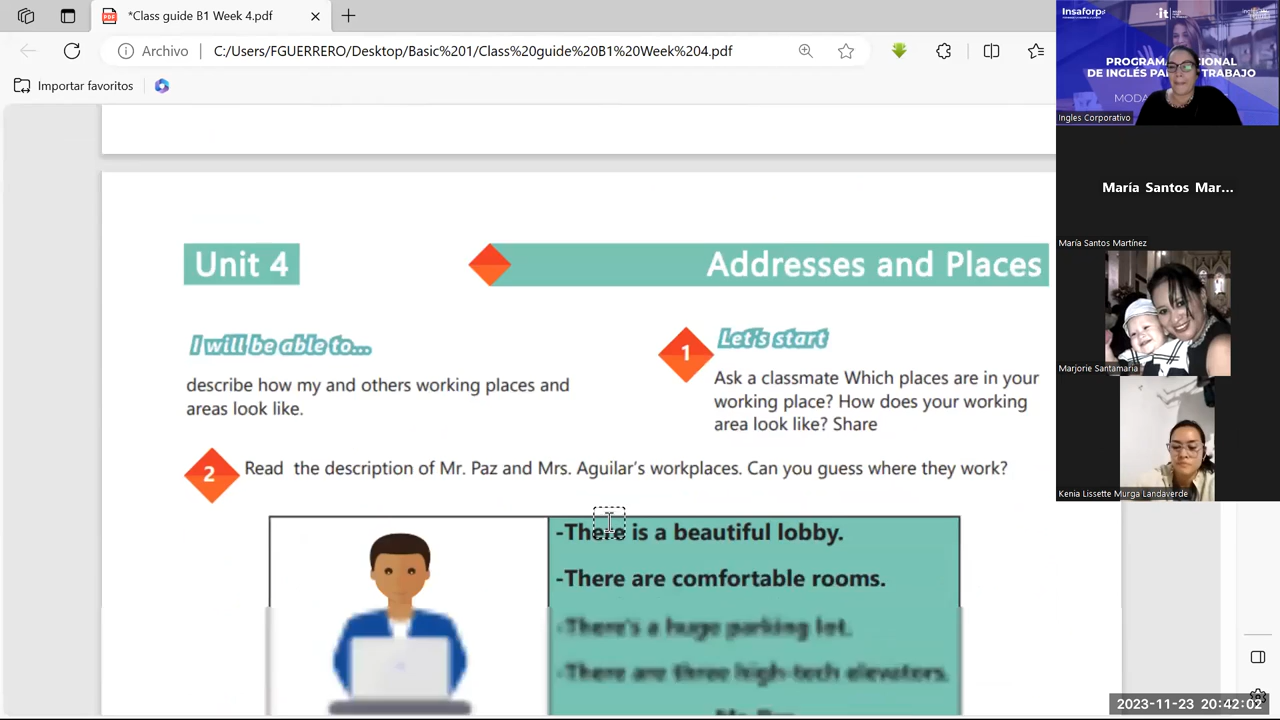 *Class guide B1 Week 4.pdf
Archivo
C:/Users/FGUERRERO/Desktop/Basic%201/Class%20guide%20B1%20Week%204.pdf
Importar favoritos
Unit 4
Addresses and Places
I will be able to...
describe how my and others working places and
areas look like.
1
Let's start
Ask a classmate Which places are in your
working place? How does your working
area look like? Share
2
Read the description of Mr. Paz and Mrs. Aguilar's workplaces. Can you guess where they work?
-There is a beautiful lobby.
-There are comfortable rooms.
-There's a huge parking lot.
-There are three high-tech elevators.
Insaforp
Ingles Corporativo
María Santos Mar...
María Santos Martínez
Marjorie Santamaria
Kenia Lissette Murga Landaverde
2023-11-23 20:42:02